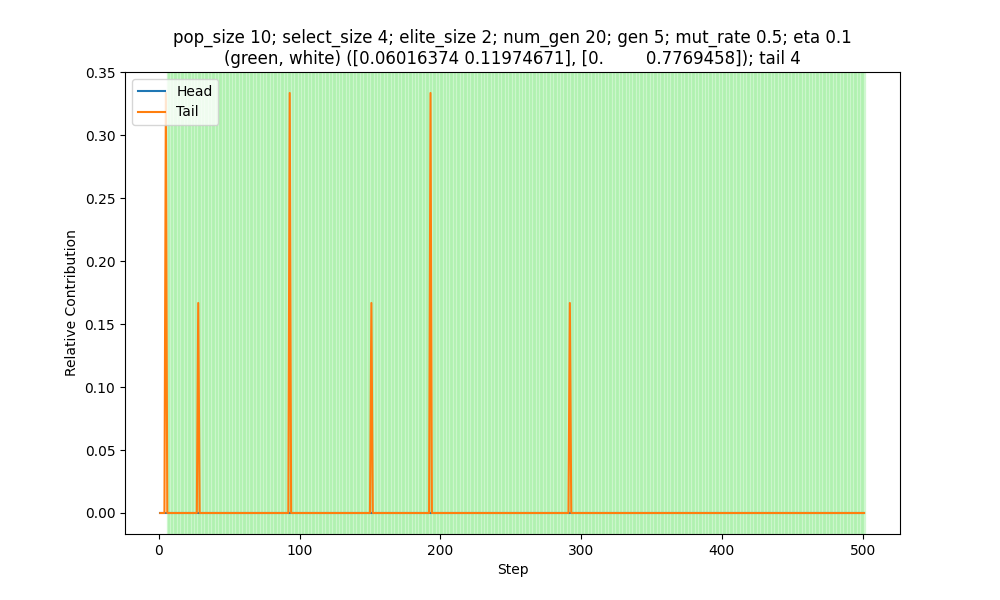 pop_size 10; select_size 4; elite_size 2; num_gen 20; gen 5; mut_rate 0.5; eta 0.1
(green, white) ([0.06016374 0.11974671], [0.        0.7769458]); tail 4
Head
Tail
0.35
0.30
0.25
0.20
0.15
0.10
0.05
0.00
Relative Contribution
0 100 200 300 400 500
Step